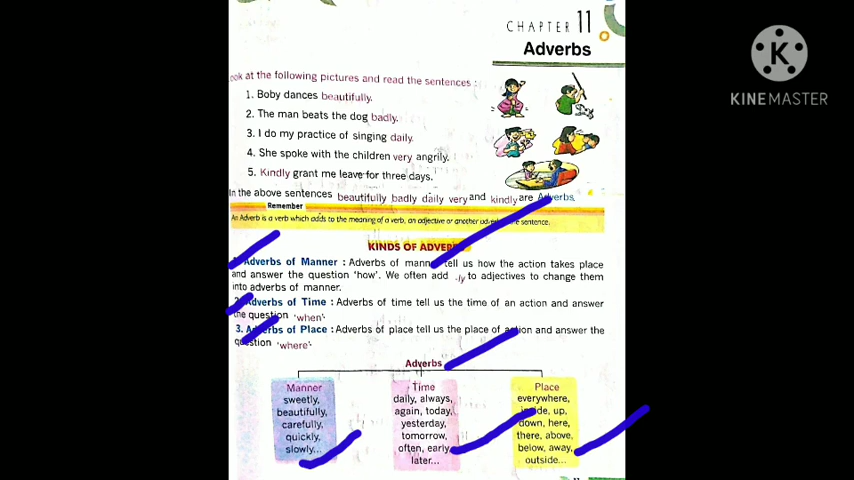 CHAPTER 11
Adverbs
KINEMASTER
ook at the following pictures and read the sentences :
1. Boby dances beautifully.
2. The man beats the dog badly.
3. I do my practice of singing daily.
4. She spoke with the children very angrily.
5. Kindly grant me leave for three days.
In the above sentences beautifully badly daily very and kindly are Adverbs.
Remember
An Adverb is a verb which adds to the meaning of a verb, an adjective or another sentence.
KINDS OF ADVERBS
1. Adverbs of Manner : Adverbs of manner tell us how the action takes place
and answer the question 'how'. We often add -ly to adjectives to change them
into adverbs of manner.
2. Adverbs of Time : Adverbs of time tell us the time of an action and answer
the question 'when'
3. Adverbs of Place : Adverbs of place tell us the place of action and answer the
question 'where'
Adverbs
Manner
sweetly,
beautifully,
carefully,
quickly,
slowly...
Time
daily, always,
again, today,
yesterday,
tomorrow,
often, early,
later...
Place
everywhere,
inside, up,
down, here,
there, above,
below, away,
outside...